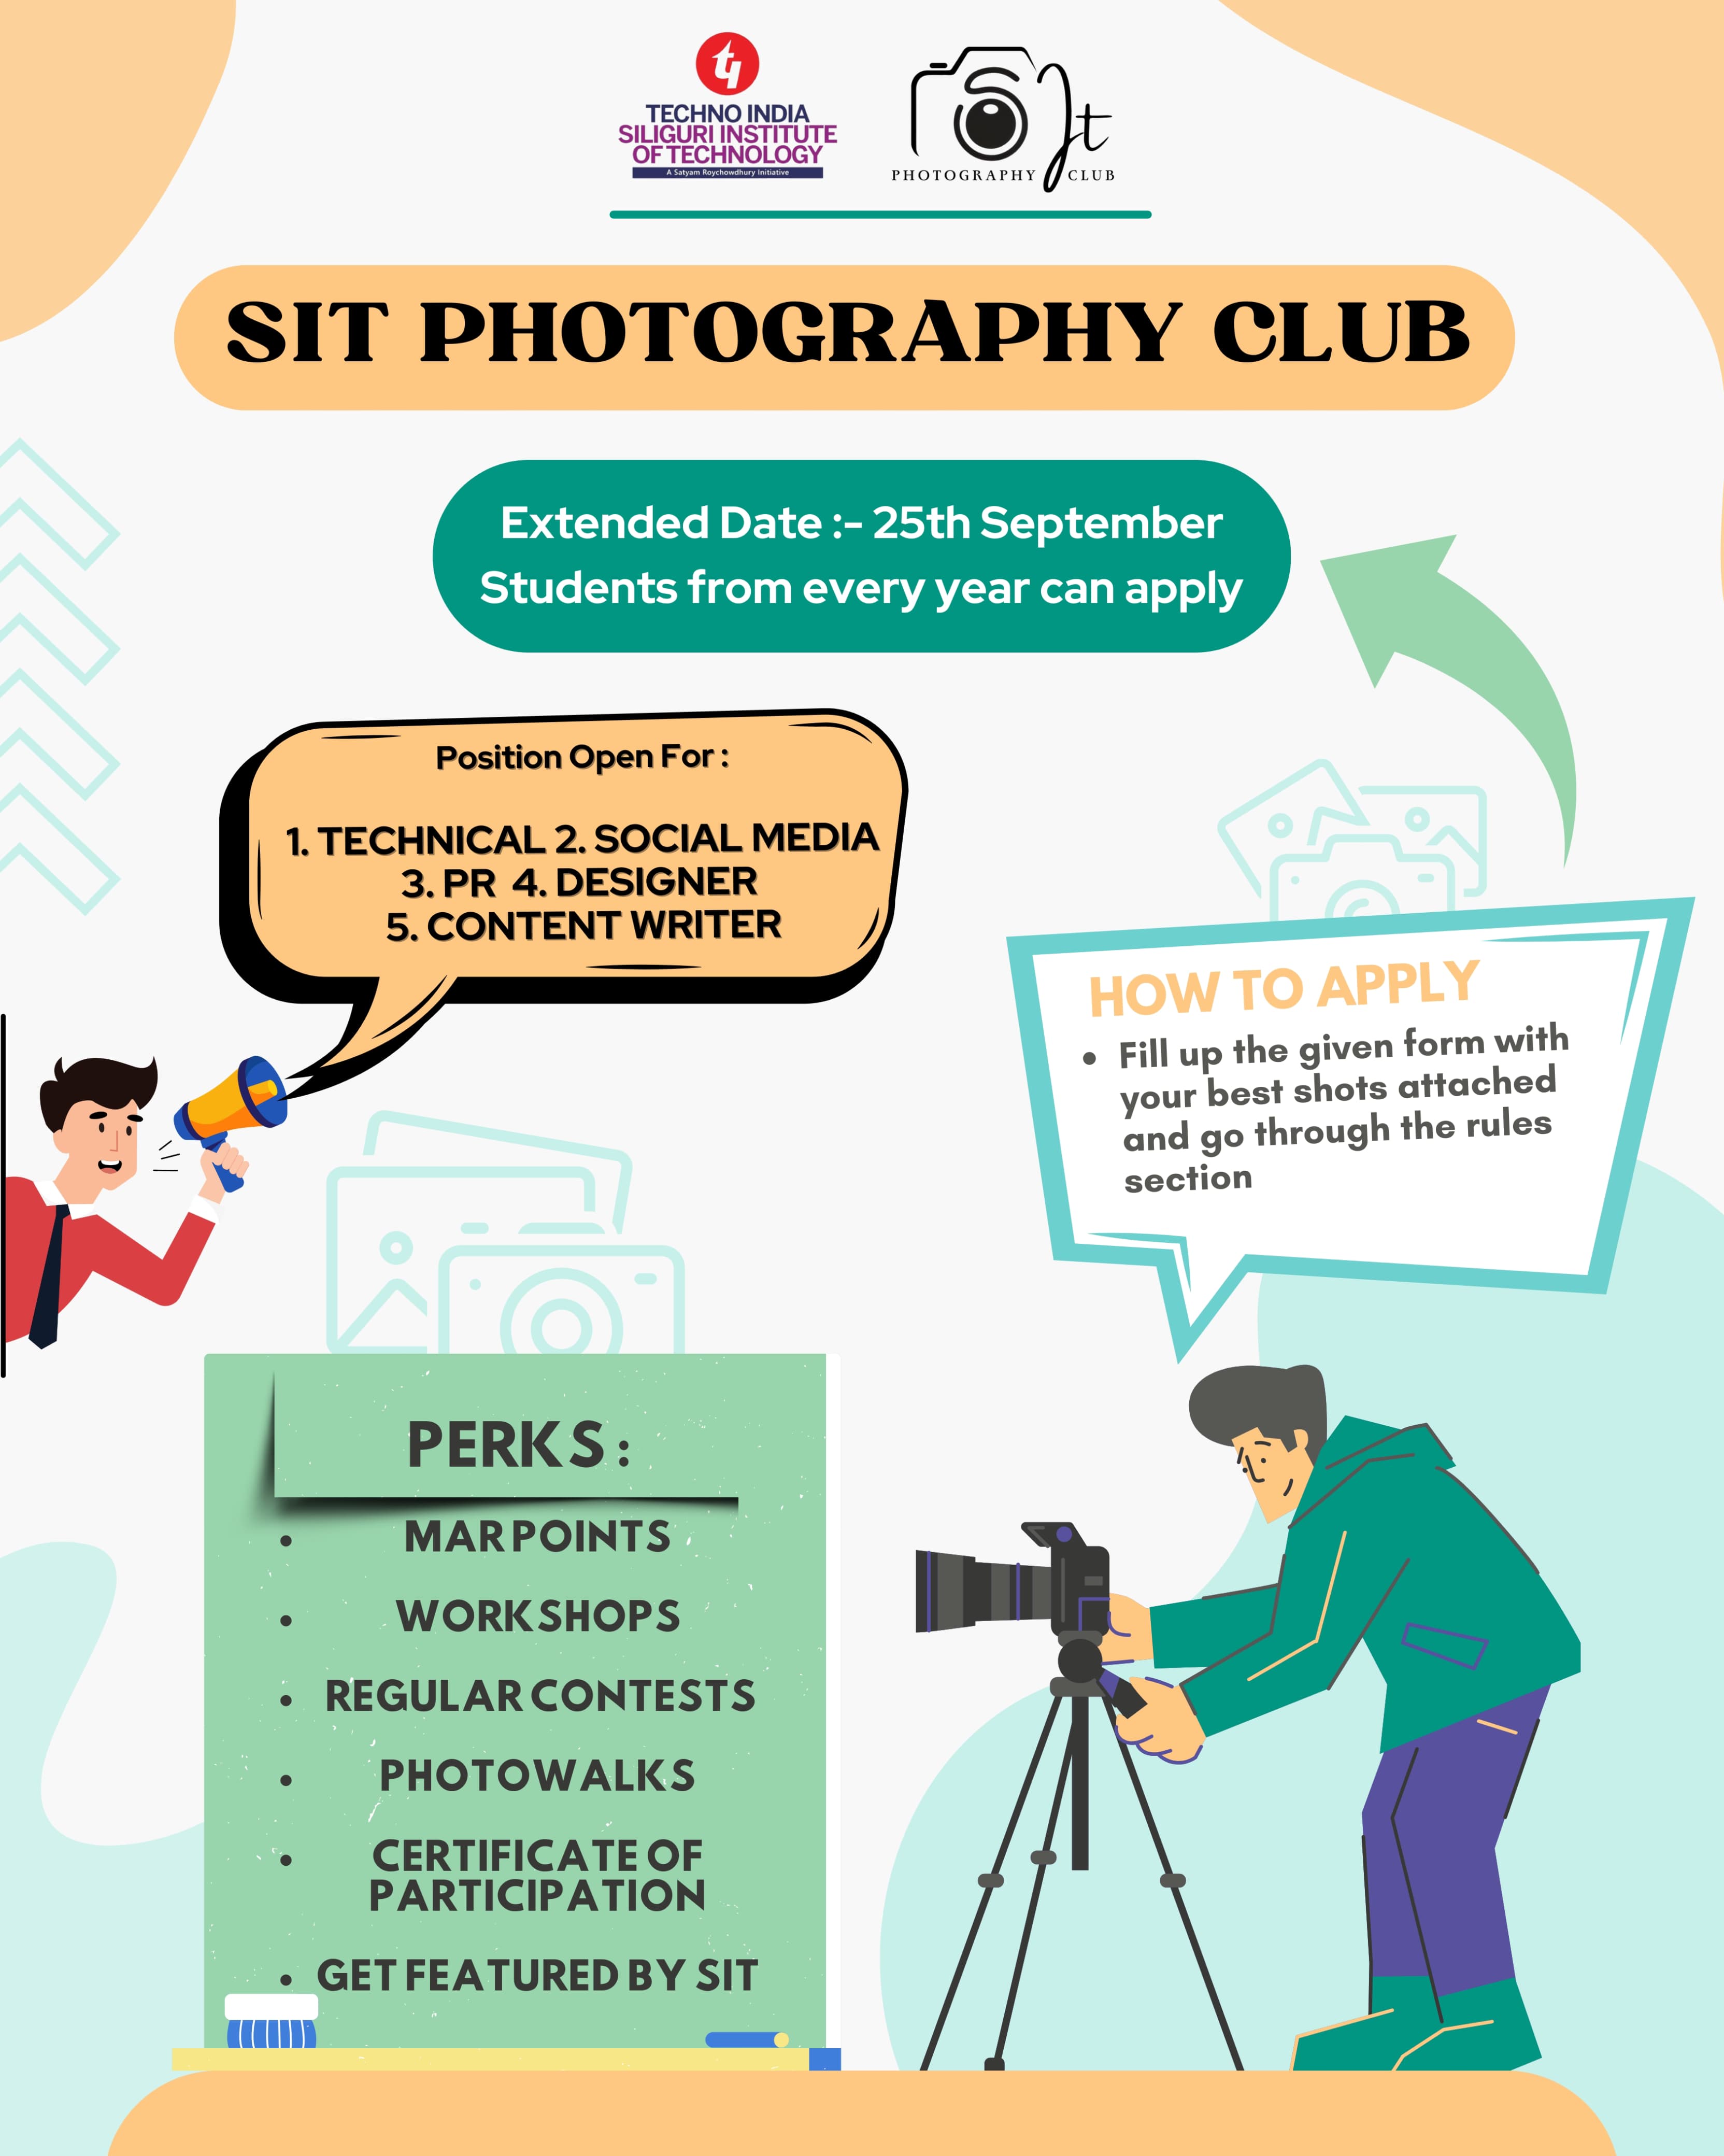 TECHNO INDIA
SILIGURI INSTITUTE
OF TECHNOLOGY
A Satyam Roychowdhury Initiative
Sit
PHOTOGRAPHY CLUB
SIT PHOTOGRAPHY CLUB
Extended Date :- 25th September
Students from every year can apply
Position Open For :
1. TECHNICAL 2. SOCIAL MEDIA
3. PR 4. DESIGNER
5. CONTENT WRITER
HOW TO APPLY
• Fill up the given form with
your best shots attached
and go through the rules
section
PERKS :
• MAR POINTS
• WORKSHOPS
• REGULAR CONTESTS
• PHOTOWALKS
• CERTIFICATE OF
PARTICIPATION
• GET FEATURED BY SIT